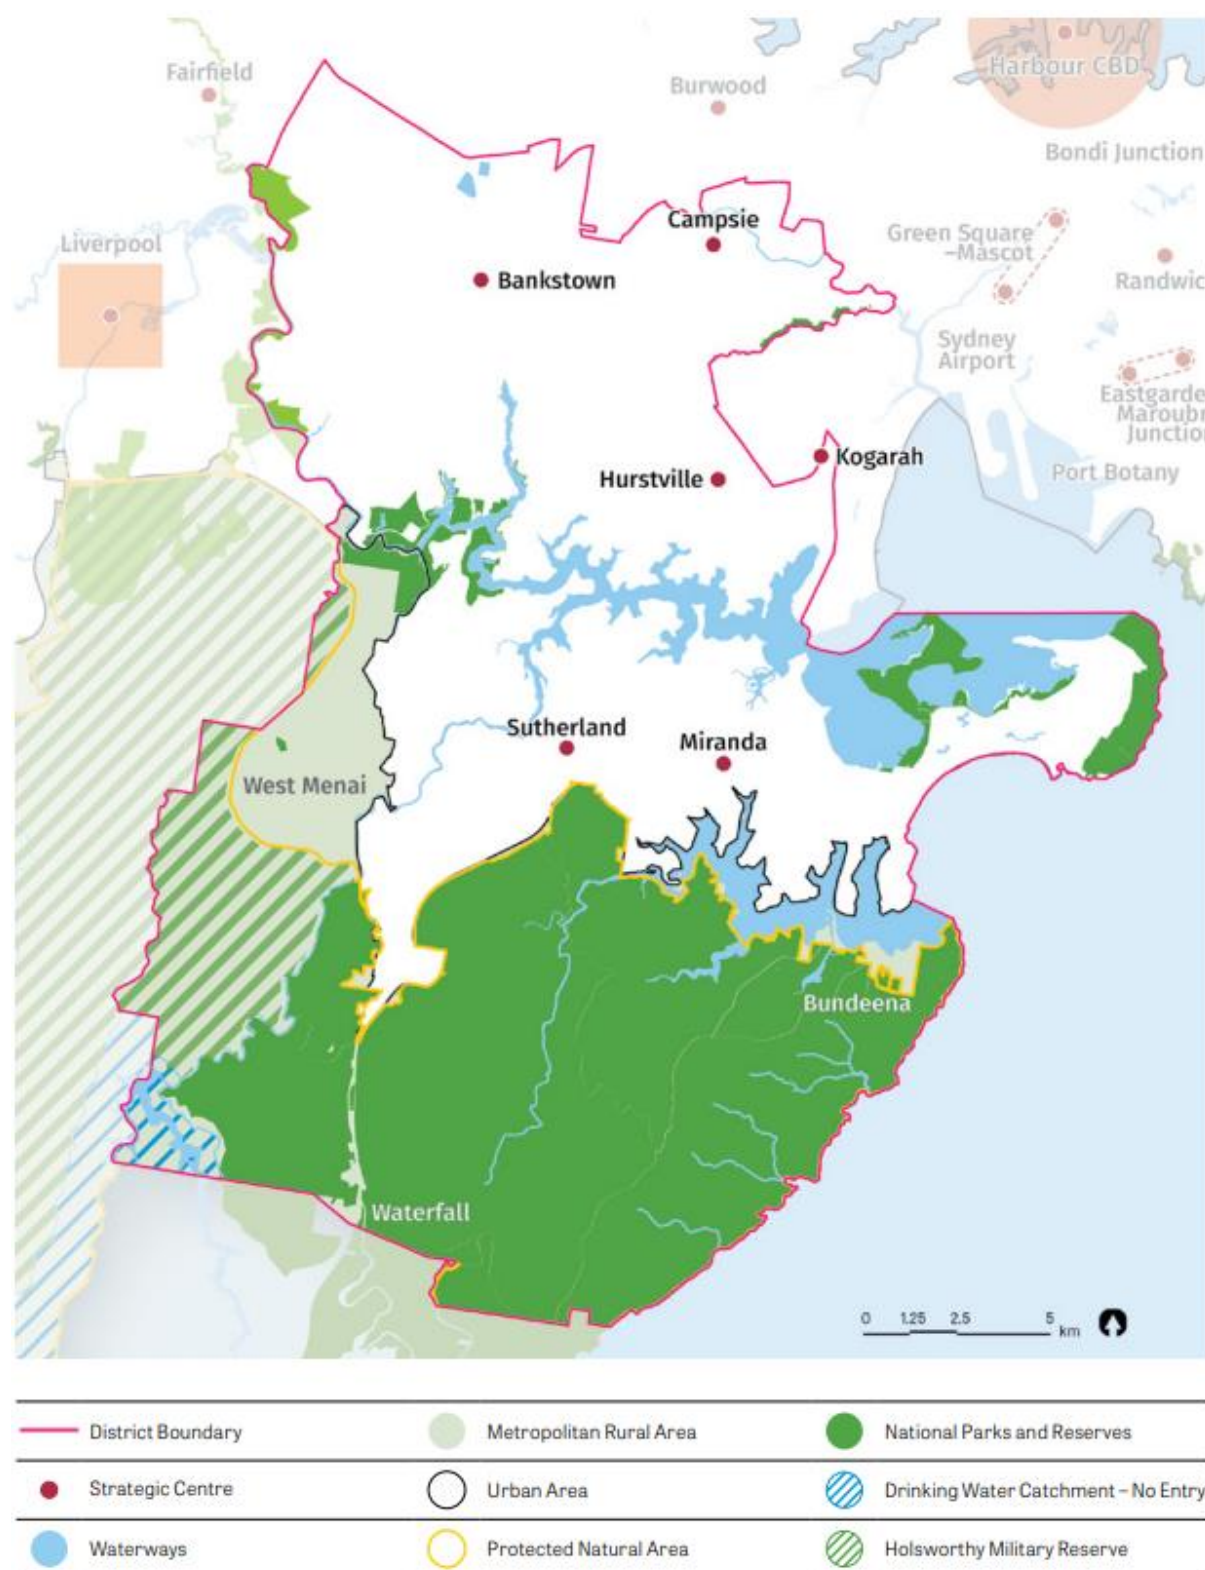 Fairfield
Burwood
Harbour CBD
Bondi Junction
Campsie
Green Square
–Mascot
Liverpool
Bankstown
Randwic
Sydney
Airport
Eastgarde
Maroubr
Junctio
Kogarah
Hurstville
Port Botany
Sutherland
Miranda
West Menai
Bundeena
Waterfall
0 1.25 2.5 5 km
District Boundary
Metropolitan Rural Area
National Parks and Reserves
Strategic Centre
Urban Area
Drinking Water Catchment – No Entry
Waterways
Protected Natural Area
Holsworthy Military Reserve